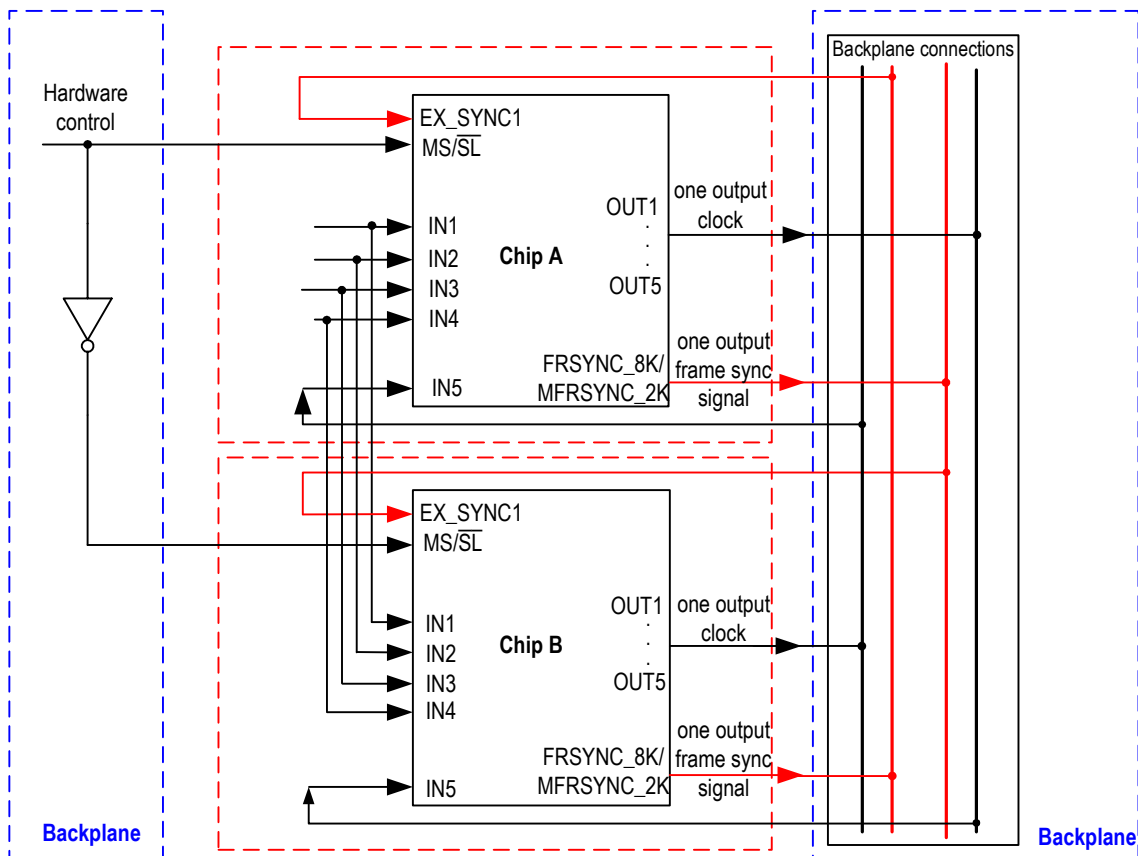 Backplane connections
Hardware
control
EX_SYNC1
MS/S̅L̅
IN1
IN2
IN3
IN4
IN5
Chip A
OUT1
.
.
.
OUT5
FRSYNC_8K/
MFRSYNC_2K
one output
clock
one output
frame sync
signal
EX_SYNC1
MS/S̅L̅
IN1
IN2
IN3
IN4
IN5
Chip B
OUT1
.
.
.
OUT5
FRSYNC_8K/
MFRSYNC_2K
one output
clock
one output
frame sync
signal
Backplane
Backplane